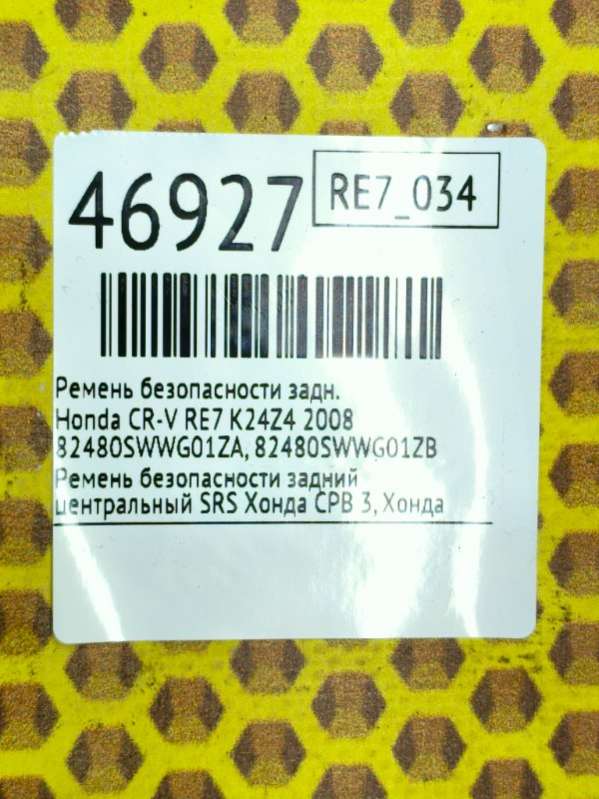 46927
RE7_034
Ремень безопасности задн.
Honda CR-V RE7 K24Z4 2008
82480SWWG01ZA, 82480SWWG01ZB
Ремень безопасности задний
центральный SRS Хонда СРВ 3, Хонда